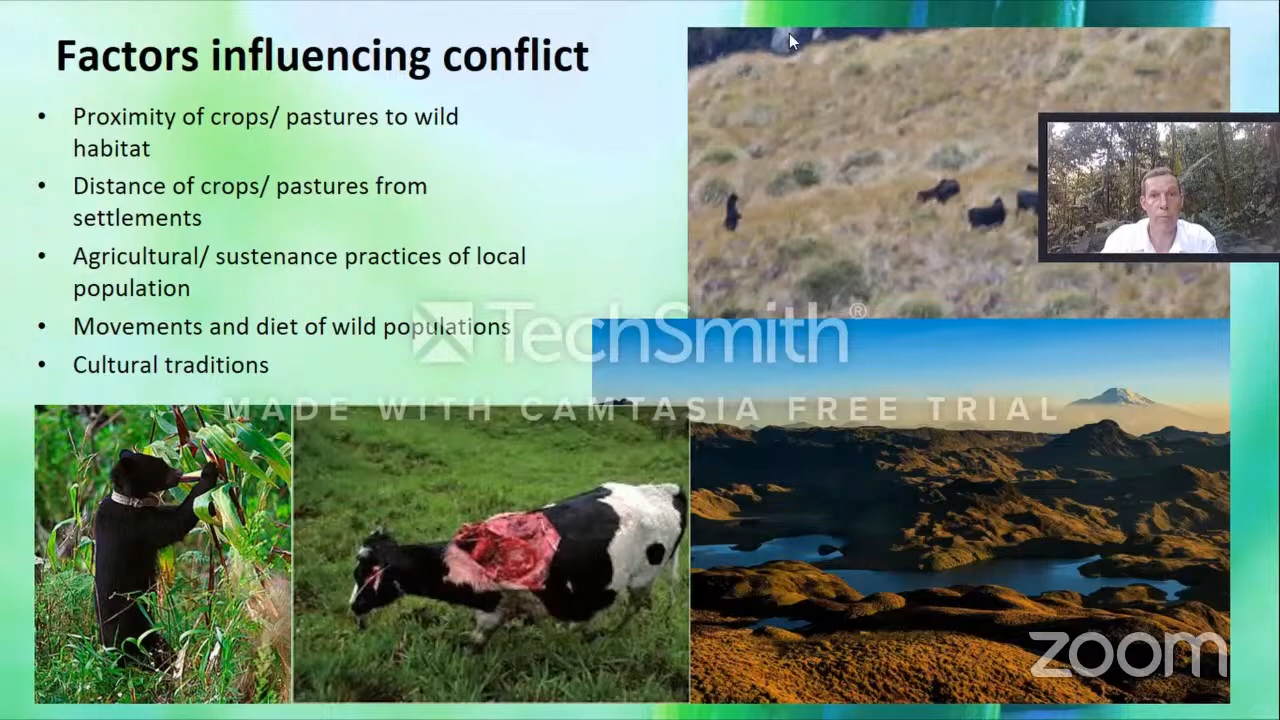 Factors influencing conflict
• Proximity of crops/ pastures to wild
habitat
• Distance of crops/ pastures from
settlements
• Agricultural/ sustenance practices of local
population
• Movements and diet of wild populations
• Cultural traditions
TechSmith®
MADE WITH CAMTASIA FREE TRIAL
zoom